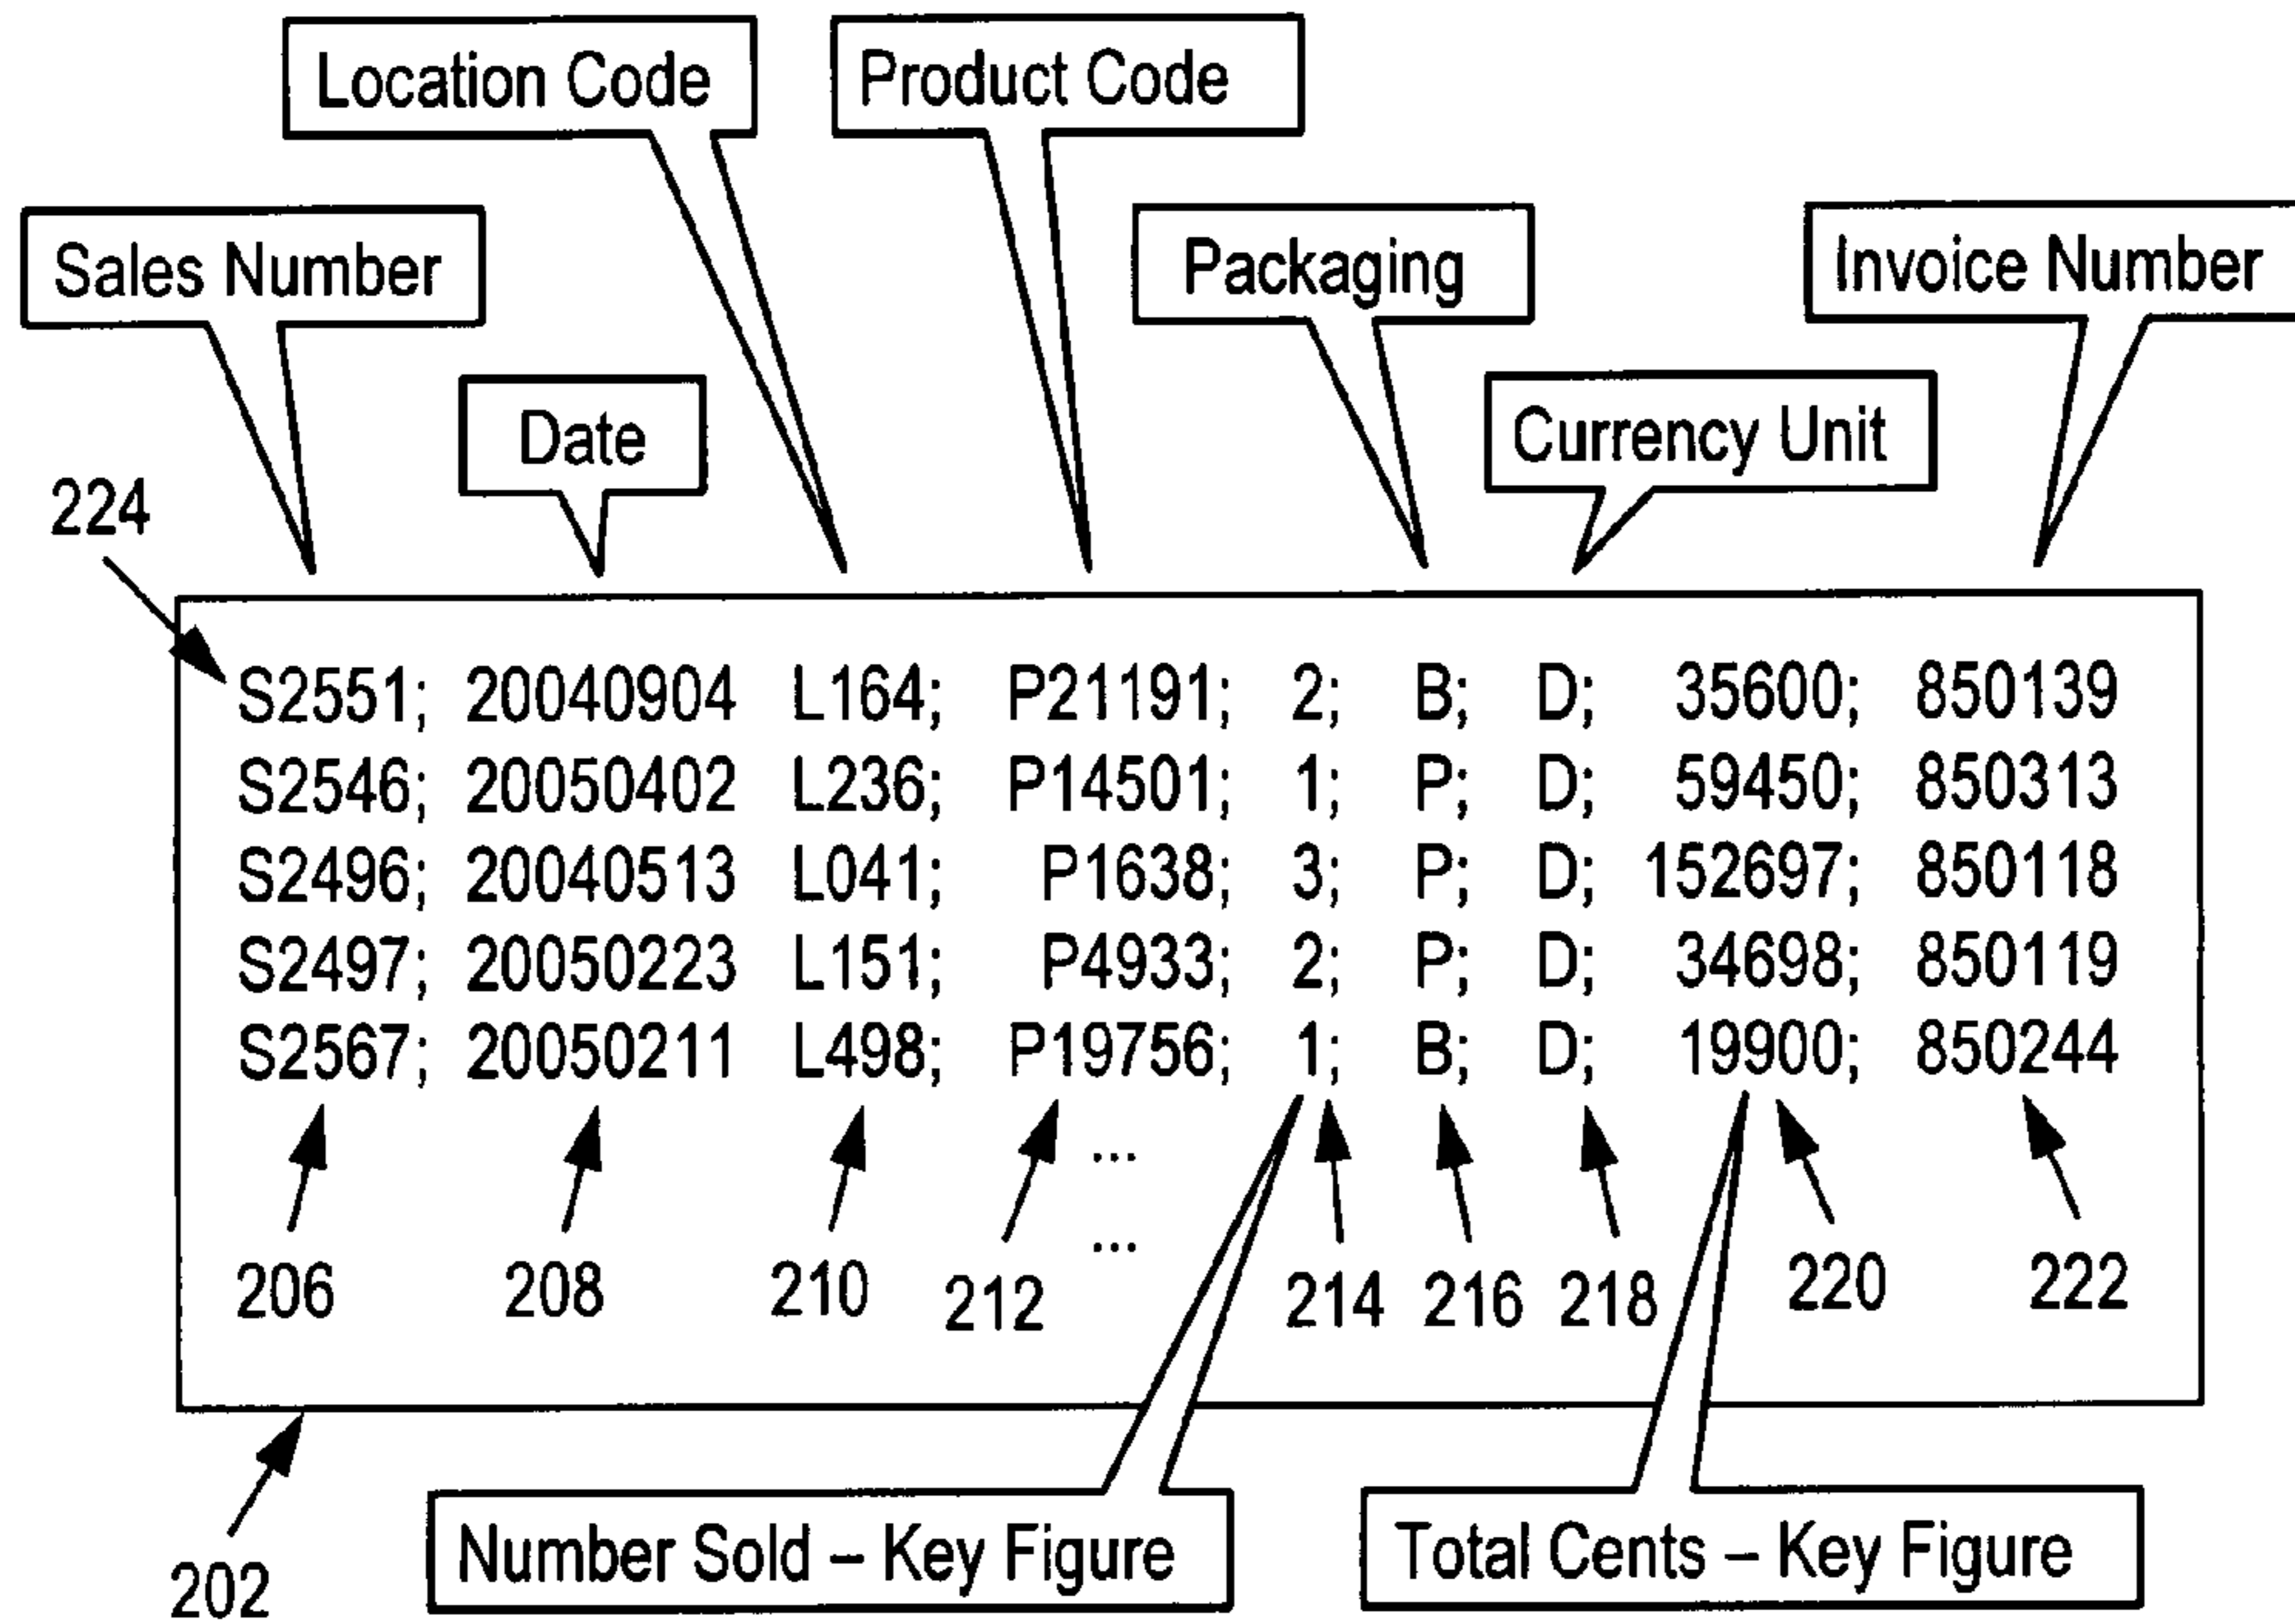 Location Code Product Code
Sales Number Packaging Invoice Number
Date Currency Unit
224
S2551; 20040904 L164; P21191; 2; B; D; 35600; 850139
S2546; 20050402 L236; P14501; 1; P; D; 59450; 850313
S2496; 20040513 L041; P1638; 3; P; D; 152697; 850118
S2497; 20050223 L151; P4933; 2; P; D; 34698; 850119
S2567; 20050211 L498; P19756; 1; B; D; 19900; 850244
...
...
206 208 210 212 214 216 218 220 222
Number Sold – Key Figure Total Cents – Key Figure
202